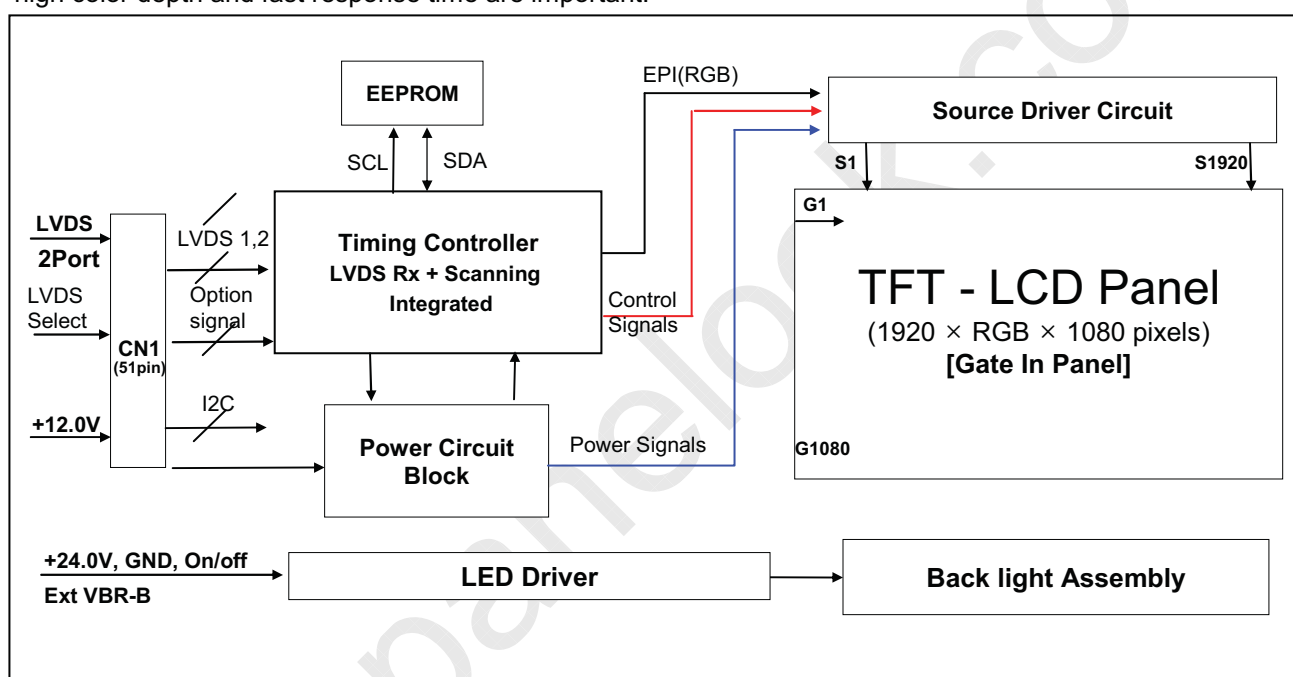 high color depth and fast response time are important.
EEPROM
EPI(RGB)
Source Driver Circuit
SCL
SDA
S1
S1920
LVDS
2Port
LVDS
Select
+12.0V
CN1
(51pin)
LVDS 1,2
Option
signal
I2C
Timing Controller
LVDS Rx + Scanning
Integrated
Control
Signals
G1
TFT - LCD Panel
(1920 × RGB × 1080 pixels)
[Gate In Panel]
G1080
Power Circuit
Block
Power Signals
+24.0V, GND, On/off
Ext VBR-B
LED Driver
Back light Assembly
panelook.co